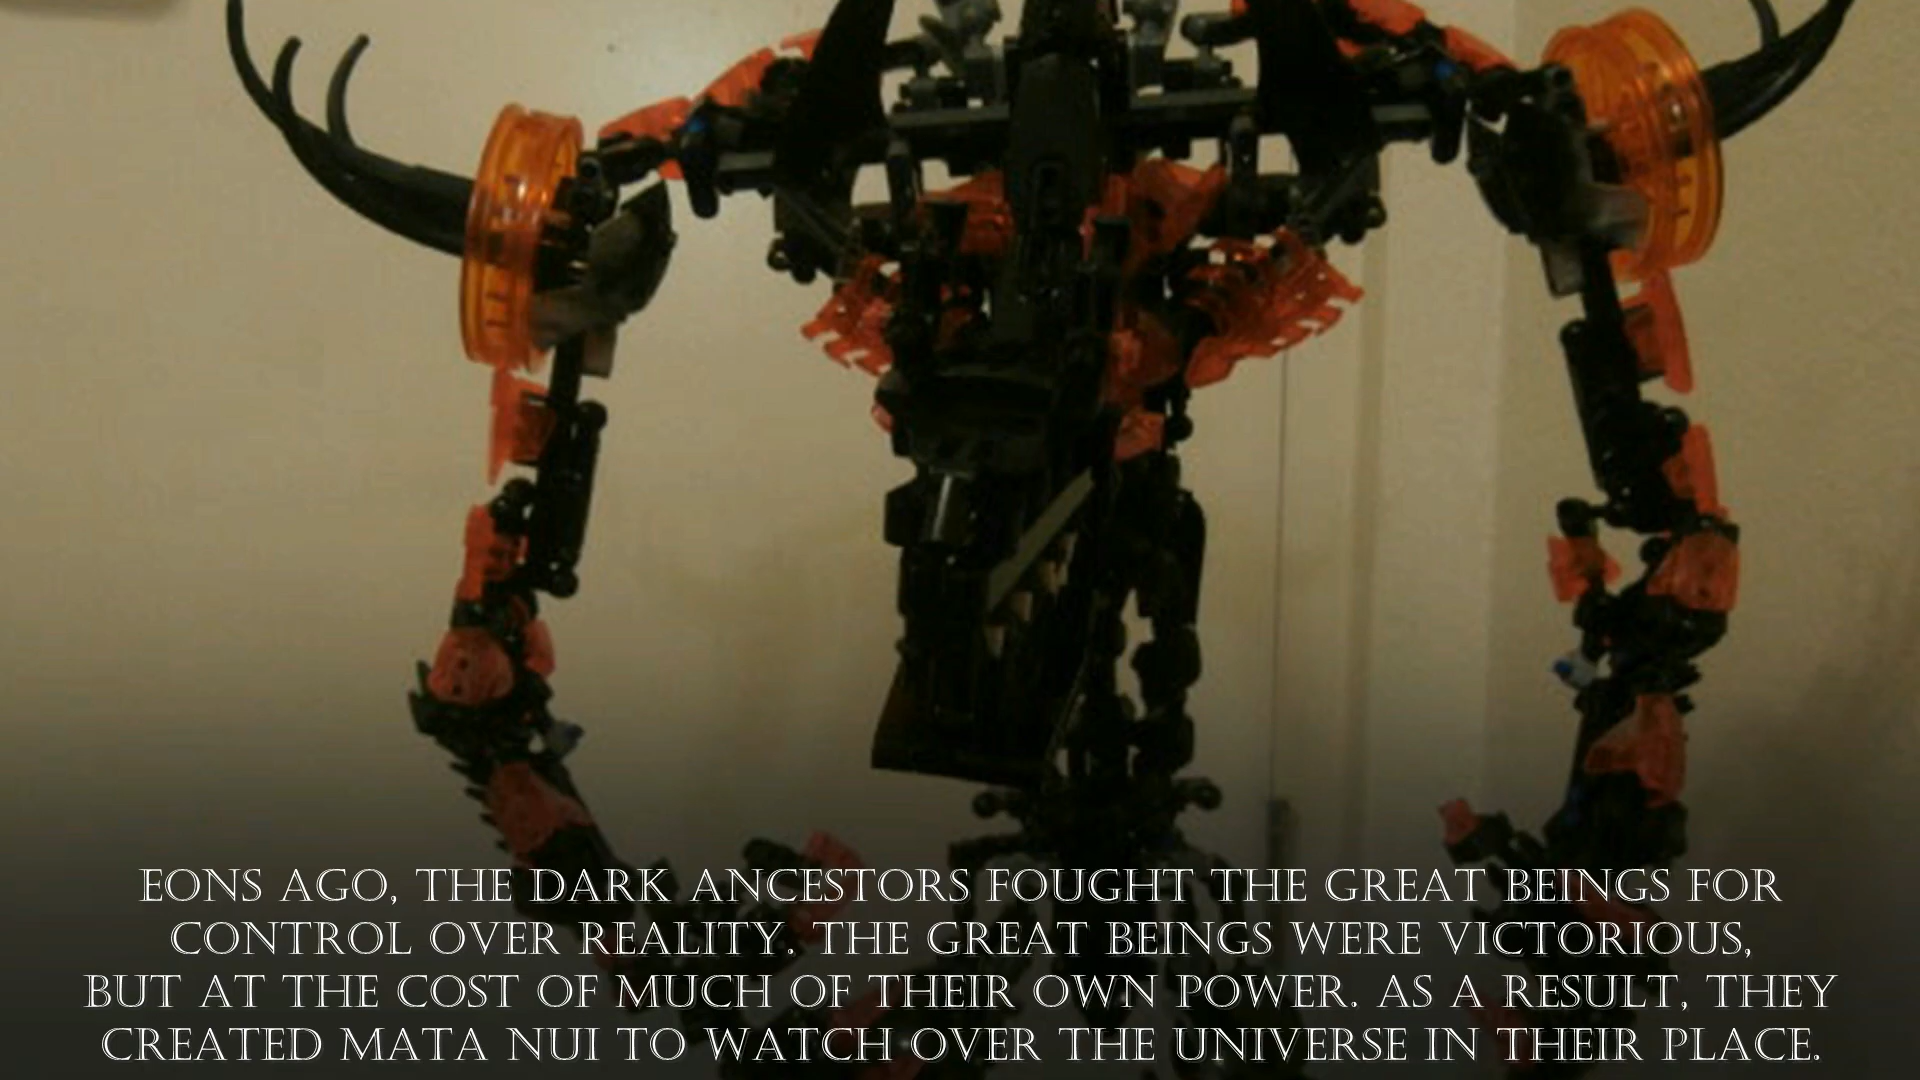 EONS AGO, THE DARK ANCESTORS FOUGHT THE GREAT BEINGS FOR
CONTROL OVER REALITY. THE GREAT BEINGS WERE VICTORIOUS,
BUT AT THE COST OF MUCH OF THEIR OWN POWER. AS A RESULT, THEY
CREATED MATA NUI TO WATCH OVER THE UNIVERSE IN THEIR PLACE.